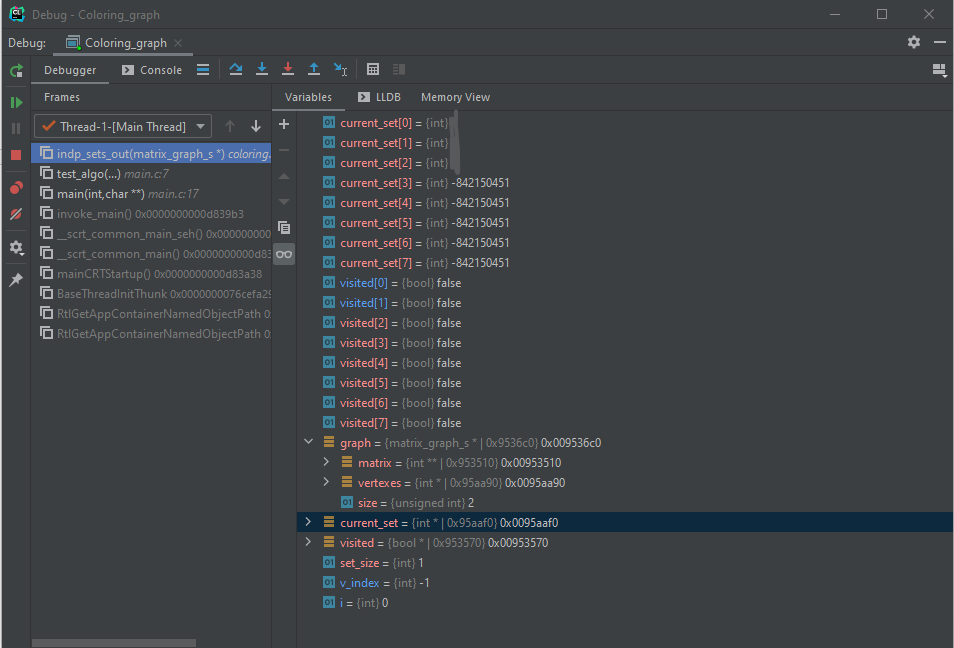 Debug - Coloring_graph
Debug: Coloring_graph
Debugger Console
Frames
Variables LLDB Memory View
Thread-1-[Main Thread]
indp_sets_out(matrix_graph_s *) coloring.
test_algo(...) main.c:7
main(int,char **) main.c:17
invoke_main() 0x0000000000d839b3
__scrt_common_main_seh() 0x000000000
__scrt_common_main() 0x0000000000d83
mainCRTStartup() 0x0000000000d83a38
BaseThreadInitThunk 0x0000000076cefa29
RtlGetAppContainerNamedObjectPath 0
RtlGetAppContainerNamedObjectPath 0
current_set[0] = {int}
current_set[1] = {int}
current_set[2] = {int}
current_set[3] = {int} -842150451
current_set[4] = {int} -842150451
current_set[5] = {int} -842150451
current_set[6] = {int} -842150451
current_set[7] = {int} -842150451
visited[0] = {bool} false
visited[1] = {bool} false
visited[2] = {bool} false
visited[3] = {bool} false
visited[4] = {bool} false
visited[5] = {bool} false
visited[6] = {bool} false
visited[7] = {bool} false
graph = {matrix_graph_s * | 0x9536c0} 0x009536c0
matrix = {int ** | 0x953510} 0x00953510
vertexes = {int * | 0x95aa90} 0x0095aa90
size = {unsigned int} 2
current_set = {int * | 0x95aaf0} 0x0095aaf0
visited = {bool * | 0x953570} 0x00953570
set_size = {int} 1
v_index = {int} -1
i = {int} 0